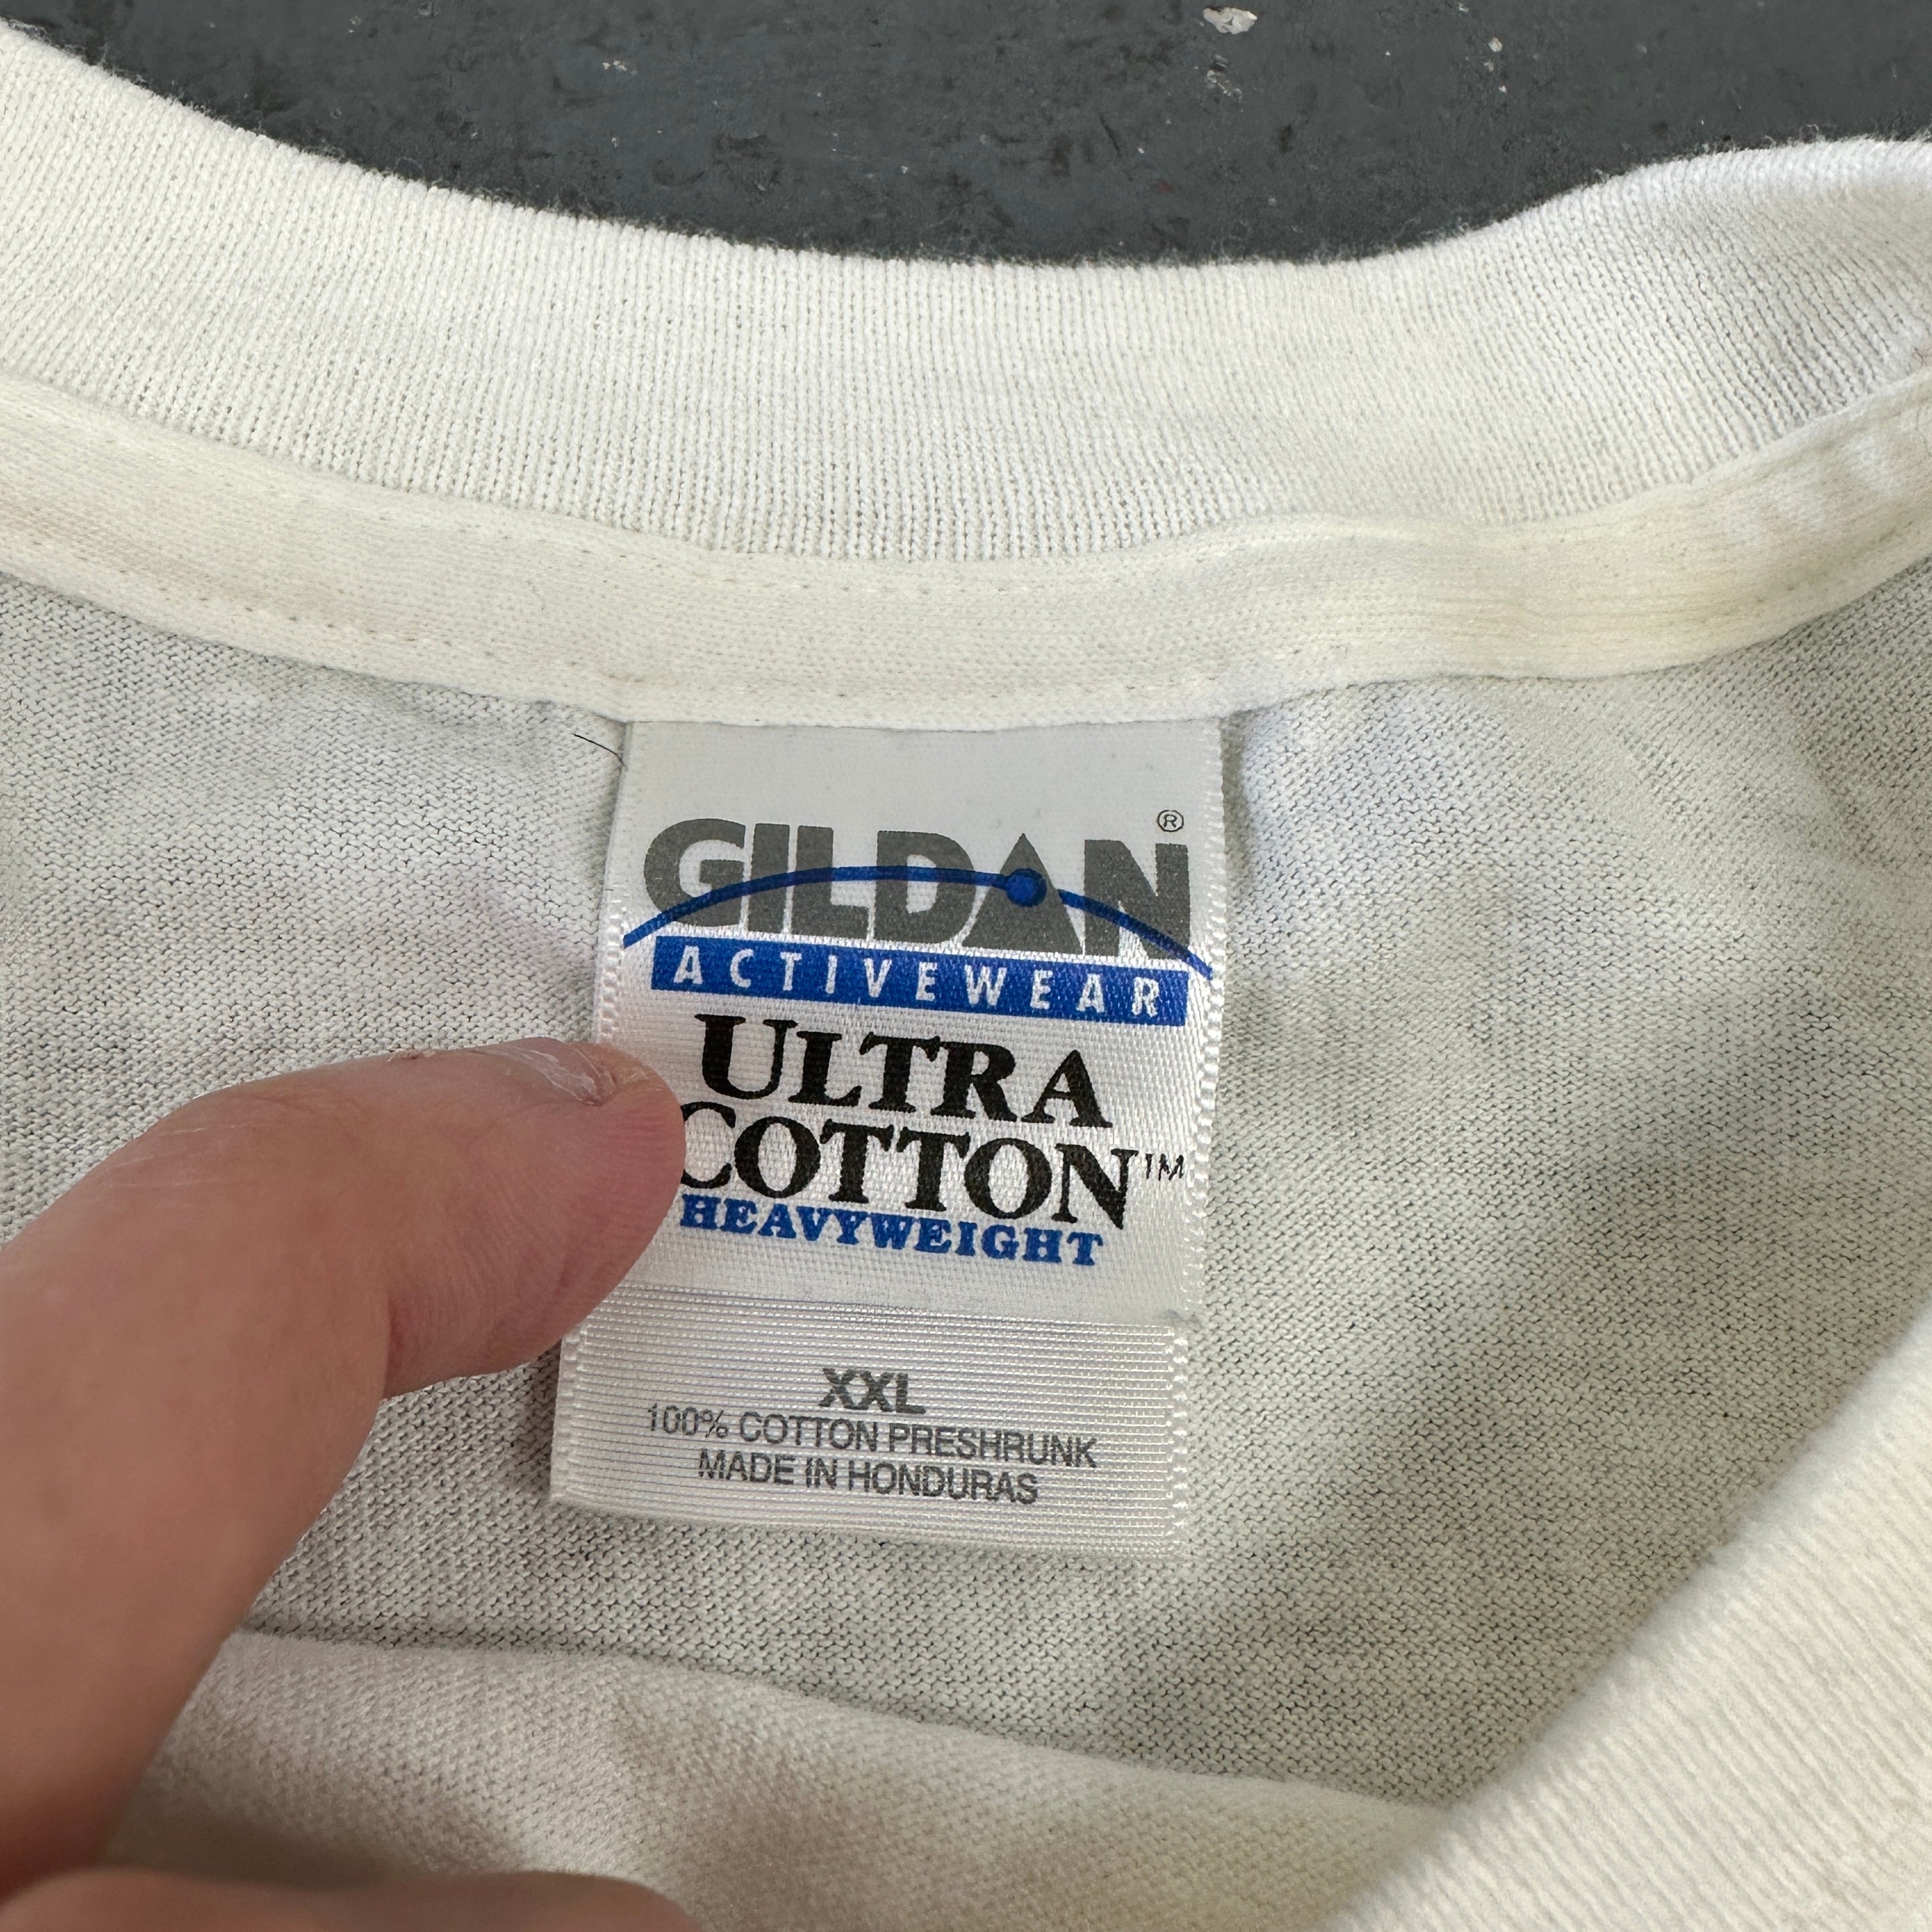 GILDAN®
ACTIVEWEAR
ULTRA
COTTON™
HEAVYWEIGHT
XXL
100% COTTON PRESHRUNK
MADE IN HONDURAS